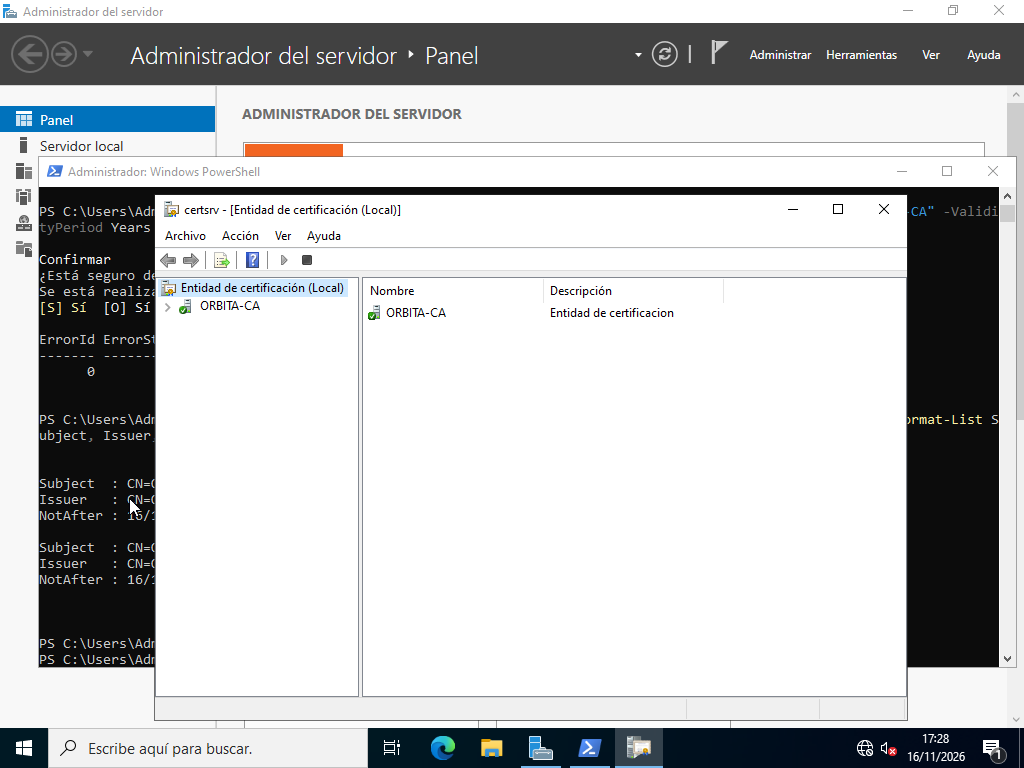 Administrador del servidor
Administrador del servidor ‣ Panel
Administrar Herramientas Ver Ayuda
Panel
Servidor local
ADMINISTRADOR DEL SERVIDOR
Administrador: Windows PowerShell
PS C:\Users\Adm
-CA" -Validi
tyPeriod Years
Confirmar
¿Está seguro de
Se está realiza
[S] Sí [O] Sí
ErrorId ErrorSt
------- -------
0
PS C:\Users\Adm
ormat-List S
ubject, Issuer,
Subject : CN=O
Issuer : CN=O
NotAfter : 16/1
Subject : CN=O
Issuer : CN=O
NotAfter : 16/1
PS C:\Users\Adm
PS C:\Users\Adm
certsrv - [Entidad de certificación (Local)]
Archivo Acción Ver Ayuda
Entidad de certificación (Local)
ORBITA-CA
Nombre Descripción
ORBITA-CA Entidad de certificacion
Escribe aquí para buscar.
17:28
16/11/2026
1